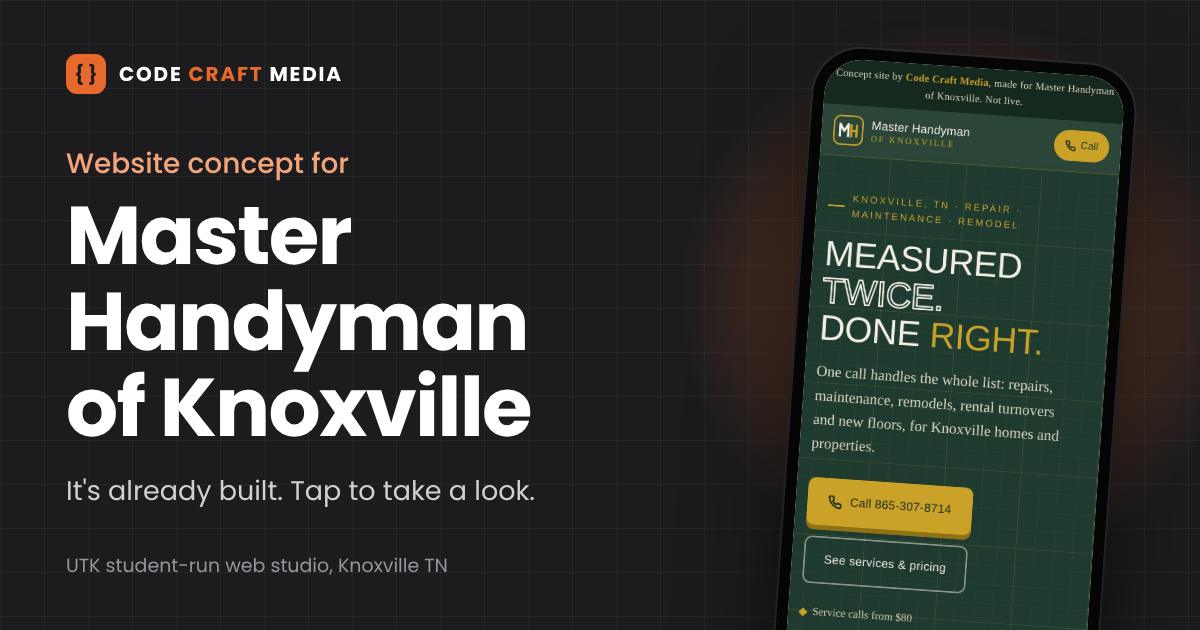 { } CODE CRAFT MEDIA
Website concept for
Master
Handyman
of Knoxville
It's already built. Tap to take a look.
UTK student-run web studio, Knoxville TN
Concept site by Code Craft Media, made for Master Handyman
of Knoxville. Not live.
MH
Master Handyman
OF KNOXVILLE
Call
KNOXVILLE, TN · REPAIR ·
MAINTENANCE · REMODEL
MEASURED
TWICE.
DONE RIGHT.
One call handles the whole list: repairs,
maintenance, remodels, rental turnovers
and new floors, for Knoxville homes and
properties.
Call 865-307-8714
See services & pricing
Service calls from $80